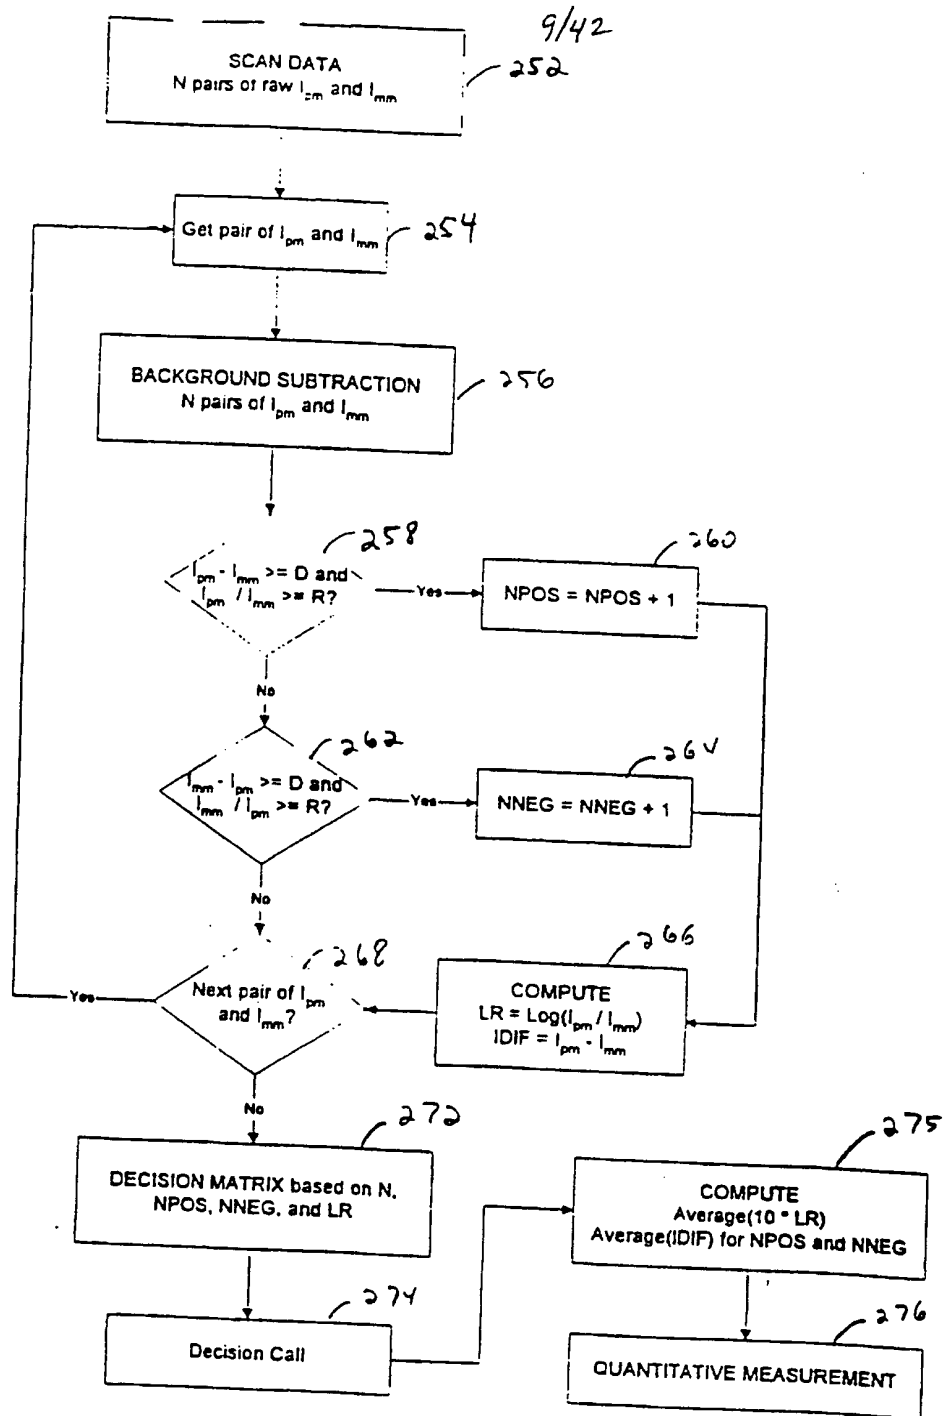 9/42
SCAN DATA
N pairs of raw Ipm and Imm
252
Get pair of Ipm and Imm
254
BACKGROUND SUBTRACTION
N pairs of Ipm and Imm
256
258
Ipm - Imm >= D and
Ipm / Imm >= R?
Yes
260
NPOS = NPOS + 1
No
262
Imm - Ipm >= D and
Imm / Ipm >= R?
Yes
264
NNEG = NNEG + 1
No
268
Next pair of Ipm
and Imm?
Yes
266
COMPUTE
LR = Log(Ipm / Imm)
IDIF = Ipm - Imm
No
272
DECISION MATRIX based on N,
NPOS, NNEG, and LR
274
Decision Call
275
COMPUTE
Average(10 * LR)
Average(IDIF) for NPOS and NNEG
276
QUANTITATIVE MEASUREMENT